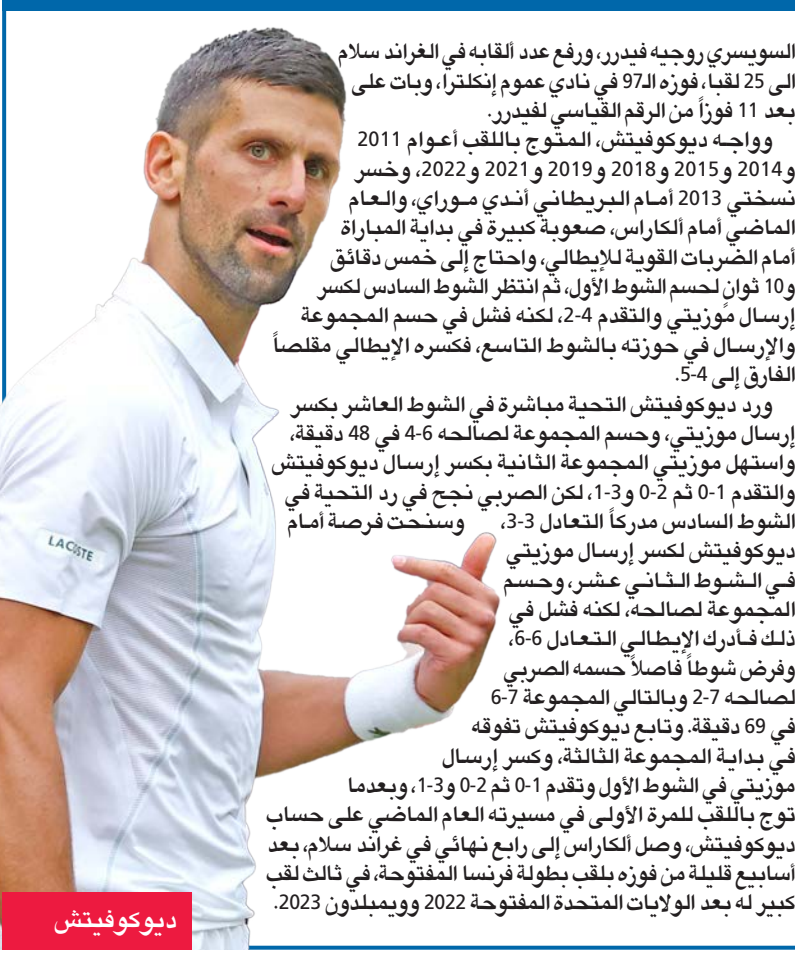 السويسري روجيه فيدرر، ورفع عدد ألقابه في الغراند سلام
الى 25 لقبا، فوزه الـ97 في نادي عموم إنكلترا، وبات على
بعد 11 فوزاً من الرقم القياسي لفيدرر.
وواجه ديوكوفيتش، المتوج باللقب أعوام 2011
و2014 و2015 و2018 و2019 و2021 و2022، وخسر
نسختي 2013 أمام البريطاني أندي موراي، والعام
الماضي أمام ألكاراس، صعوبة كبيرة في بداية المباراة
أمام الضربات القوية للإيطالي، واحتاج إلى خمس دقائق
و10 ثوان لحسم الشوط الأول، ثم انتظر الشوط السادس لكسر
إرسال موزيتي والتقدم 4-2، لكنه فشل في حسم المجموعة
والإرسال في حوزته بالشوط التاسع، فكسره الإيطالي مقلصاً
الفارق إلى 4-5.
ورد ديوكوفيتش التحية مباشرة في الشوط العاشر بكسر
إرسال موزيتي، وحسم المجموعة لصالحه 6-4 في 48 دقيقة،
واستهل موزيتي المجموعة الثانية بكسر إرسال ديوكوفيتش
والتقدم 1-0 ثم 2-0 و3-1، لكن الصربي نجح في رد التحية في
الشوط السادس مدركاً التعادل 3-3، وسنحت فرصة أمام
ديوكوفيتش لكسر إرسال موزيتي
في الشوط الثاني عشر، وحسم
المجموعة لصالحه، لكنه فشل في
ذلك فأدرك الإيطالي التعادل 6-6،
وفرض شوطاً فاصلاً حسمه الصربي
لصالحه 7-2 وبالتالي المجموعة 7-6
في 69 دقيقة. وتابع ديوكوفيتش تفوقه
في بداية المجموعة الثالثة، وكسر إرسال
موزيتي في الشوط الأول وتقدم 1-0 ثم 2-0 و3-1، وبعدما
توج باللقب للمرة الأولى في مسيرته العام الماضي على حساب
ديوكوفيتش، وصل ألكاراس إلى رابع نهائي في غراند سلام، بعد
أسابيع قليلة من فوزه بلقب بطولة فرنسا المفتوحة، في ثالث لقب
كبير له بعد الولايات المتحدة المفتوحة 2022 وويمبلدون 2023.
LACOSTE
ديوكوفيتش